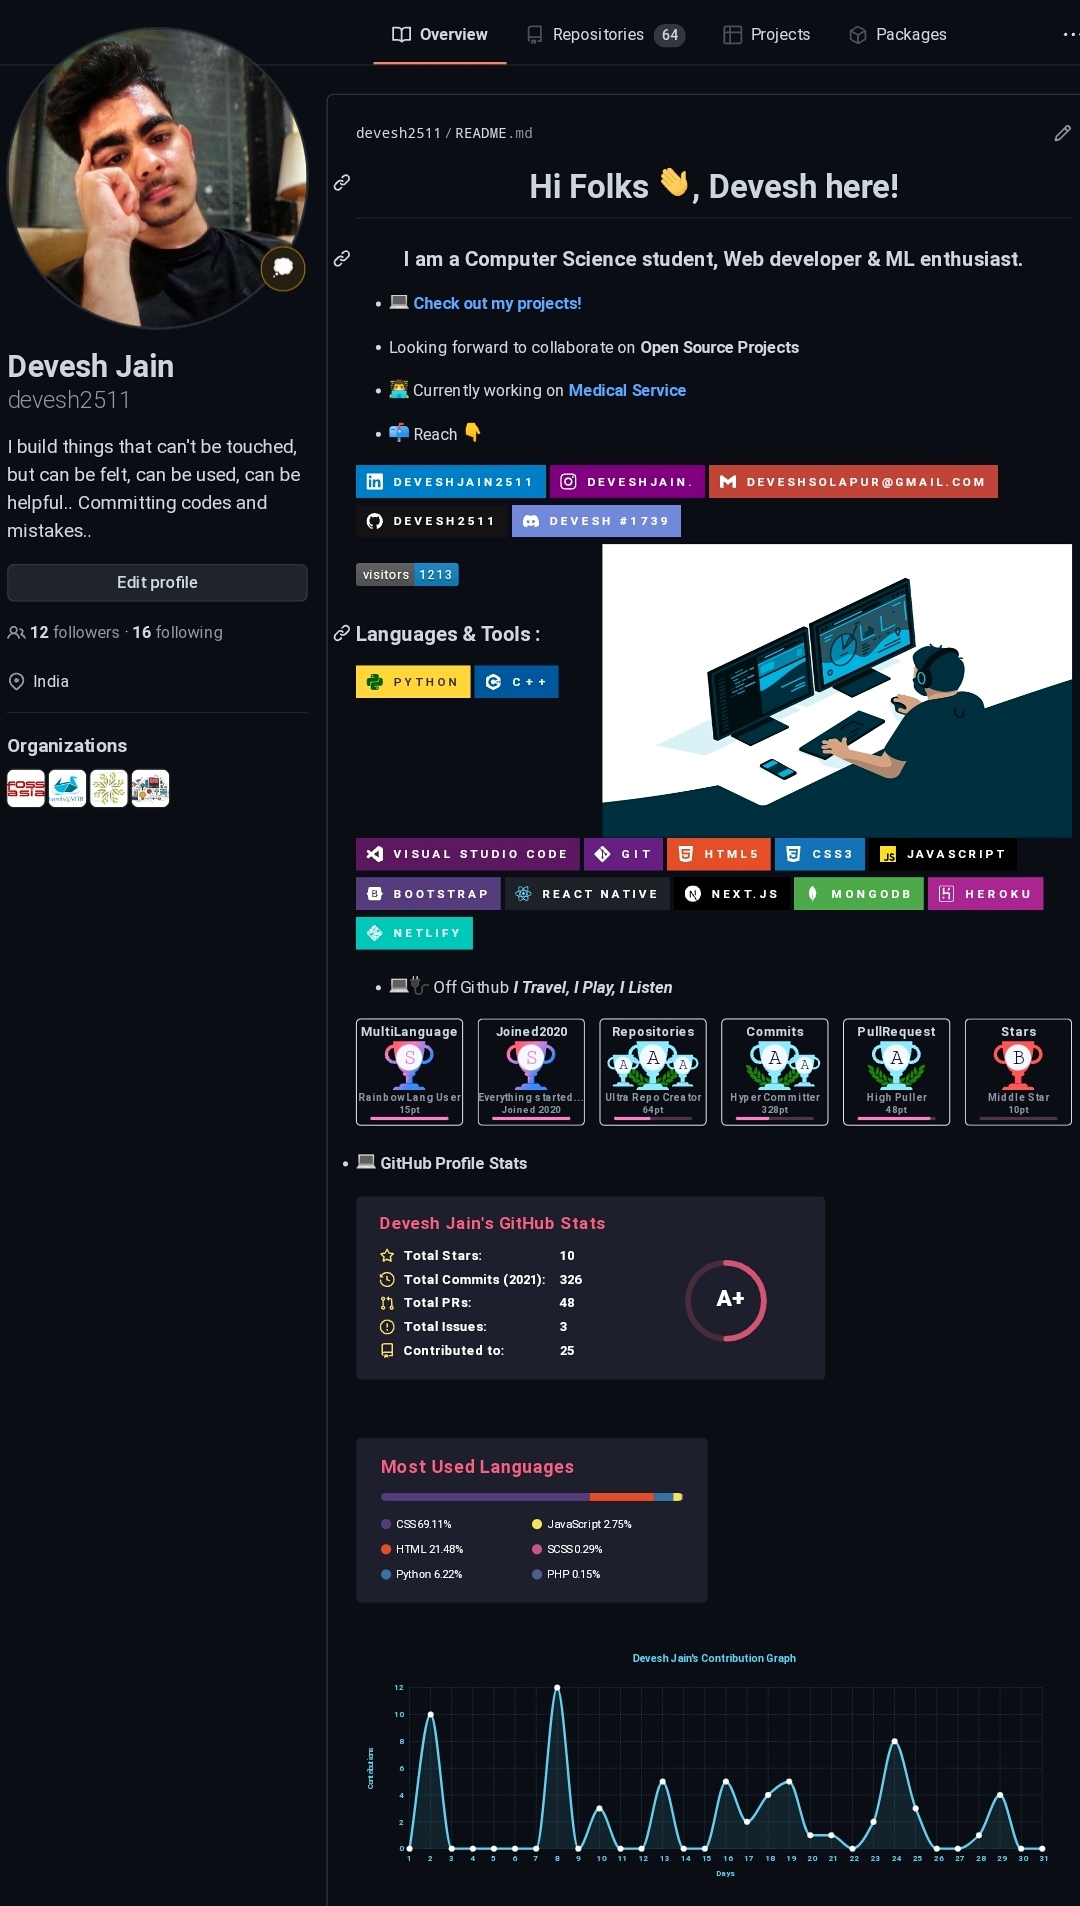 Overview
Repositories 64
Projects
Packages
devesh2511 / README.md
Hi Folks 👋, Devesh here!
I am a Computer Science student, Web developer & ML enthusiast.
Check out my projects!
Looking forward to collaborate on Open Source Projects
Currently working on Medical Service
Reach
DEVESHJAIN2511 DEVESHJAIN. DEVESHSOLAPUR@GMAIL.COM
DEVESH2511 DEVESH #1739
visitors 1213
Languages & Tools :
PYTHON C++
VISUAL STUDIO CODE GIT HTML5 CSS3 JAVASCRIPT
BOOTSTRAP REACT NATIVE NEXT.JS MONGODB HEROKU
NETLIFY
Off Github I Travel, I Play, I Listen
Devesh Jain
devesh2511
I build things that can't be touched,
but can be felt, can be used, can be
helpful.. Committing codes and
mistakes..
Edit profile
12 followers · 16 following
India
Organizations
FOSS
ASIA
MultiLanguage
S
RainbowLang User
15pt
Joined2020
S
Everything started...
Joined 2020
Repositories
A A A
Ultra Repo Creator
64pt
Commits
A A
HyperCommitter
328pt
PullRequest
A
High Puller
48pt
Stars
B
Middle Star
10pt
GitHub Profile Stats
Devesh Jain's GitHub Stats
Total Stars: 10
Total Commits (2021): 326
Total PRs: 48
Total Issues: 3
Contributed to: 25
A+
Most Used Languages
CSS 69.11%
HTML 21.48%
Python 6.22%
JavaScript 2.75%
SCSS 0.29%
PHP 0.15%
Devesh Jain's Contribution Graph
Contributions
12
10
8
6
4
2
0
1 2 3 4 5 6 7 8 9 10 11 12 13 14 15 16 17 18 19 20 21 22 23 24 25 26 27 28 29 30 31
Days